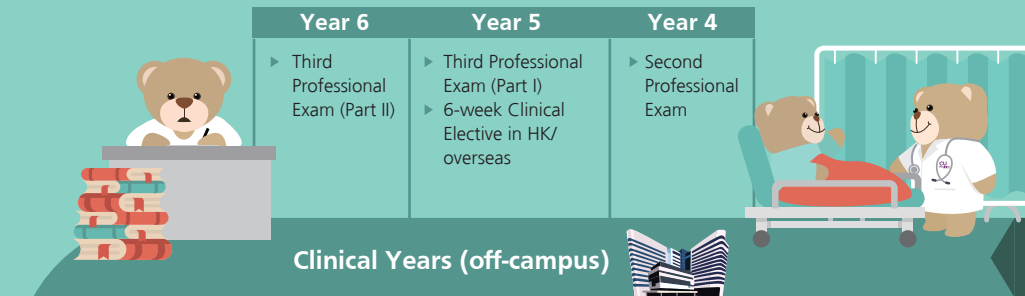 Year 6
Third
Professional
Exam (Part II)
Year 5
Third Professional
Exam (Part I)
6-week Clinical
Elective in HK/
overseas
Year 4
Second
Professional
Exam
Clinical Years (off-campus)
CU